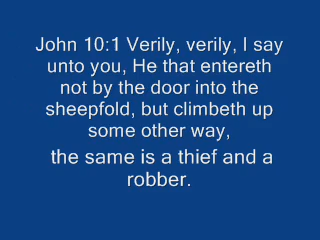 John 10:1 Verily, verily, I say
unto you, He that entereth
not by the door into the
sheepfold, but climbeth up
some other way,
the same is a thief and a
robber.